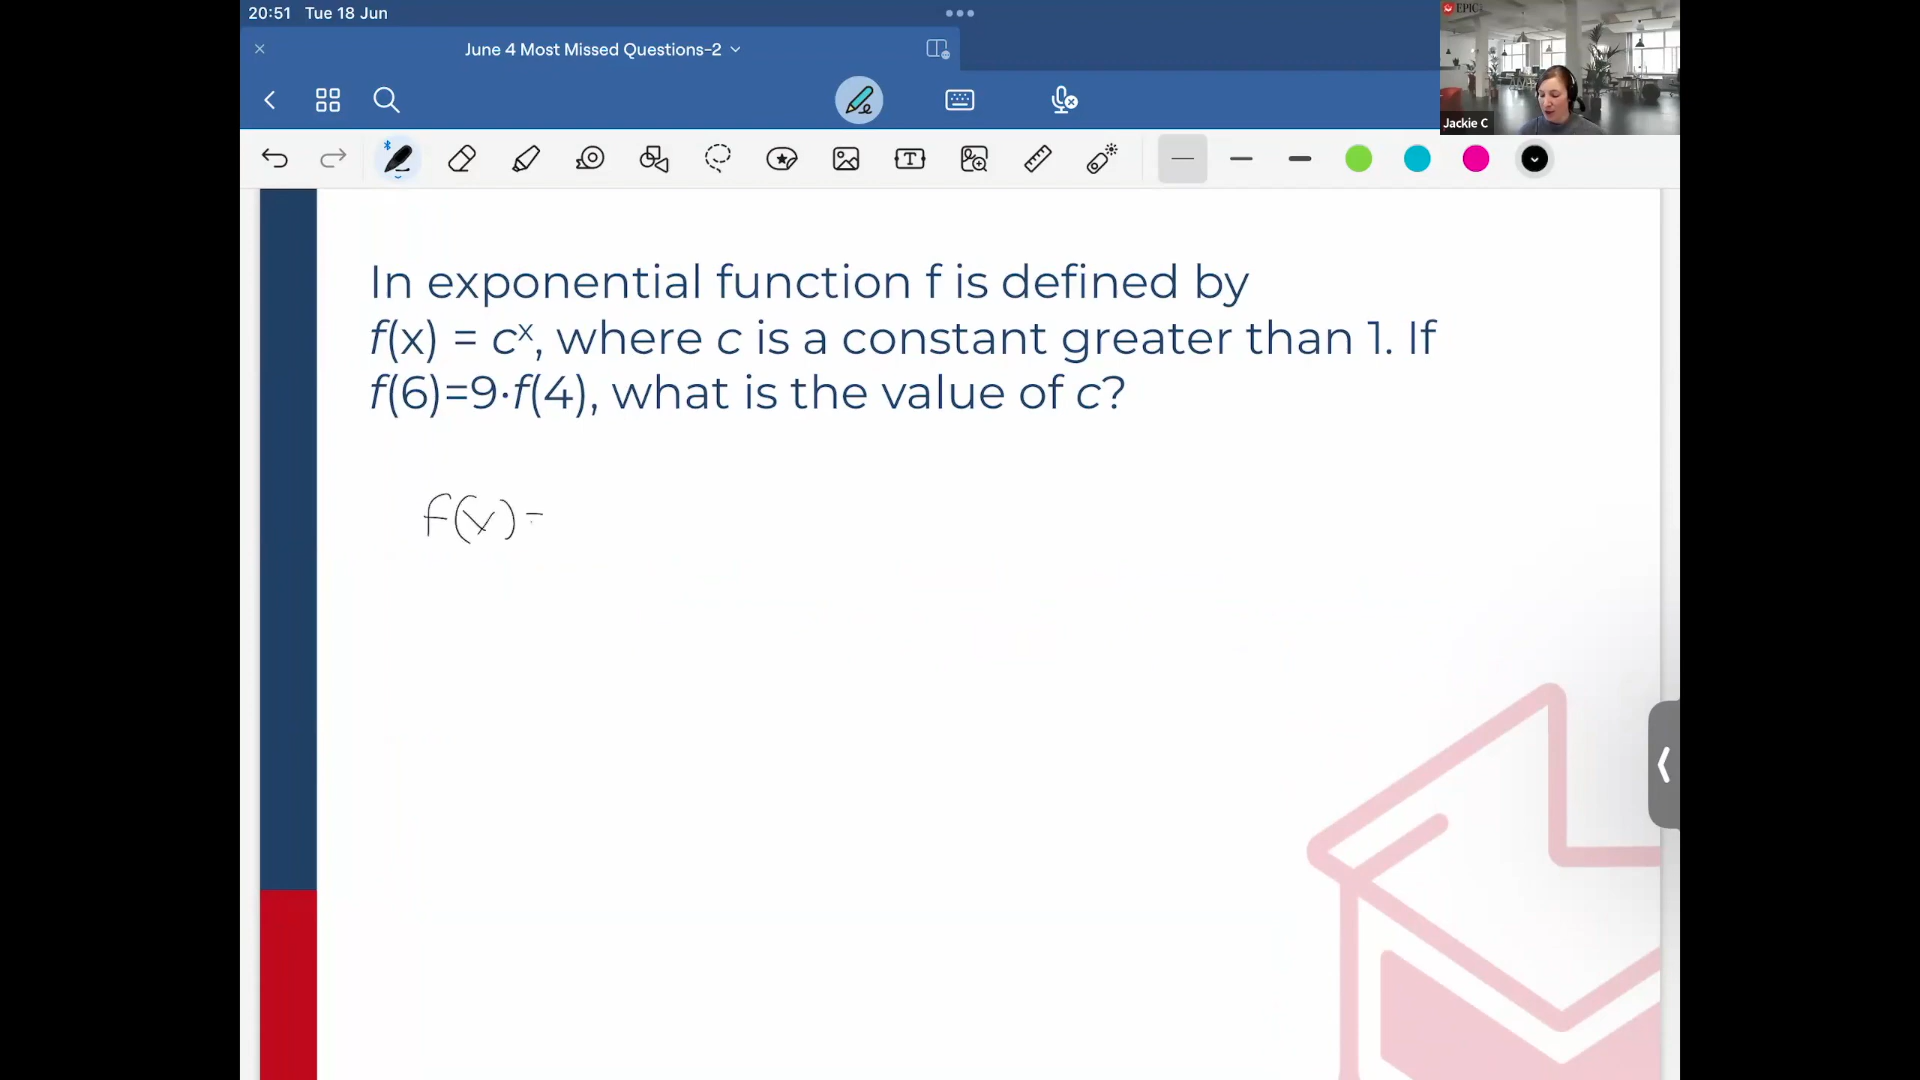 20:51 Tue 18 Jun
June 4 Most Missed Questions-2
EPIC
Jackie C
In exponential function f is defined by
f(x) = cˣ, where c is a constant greater than 1. If
f(6)=9·f(4), what is the value of c?
f(x)=